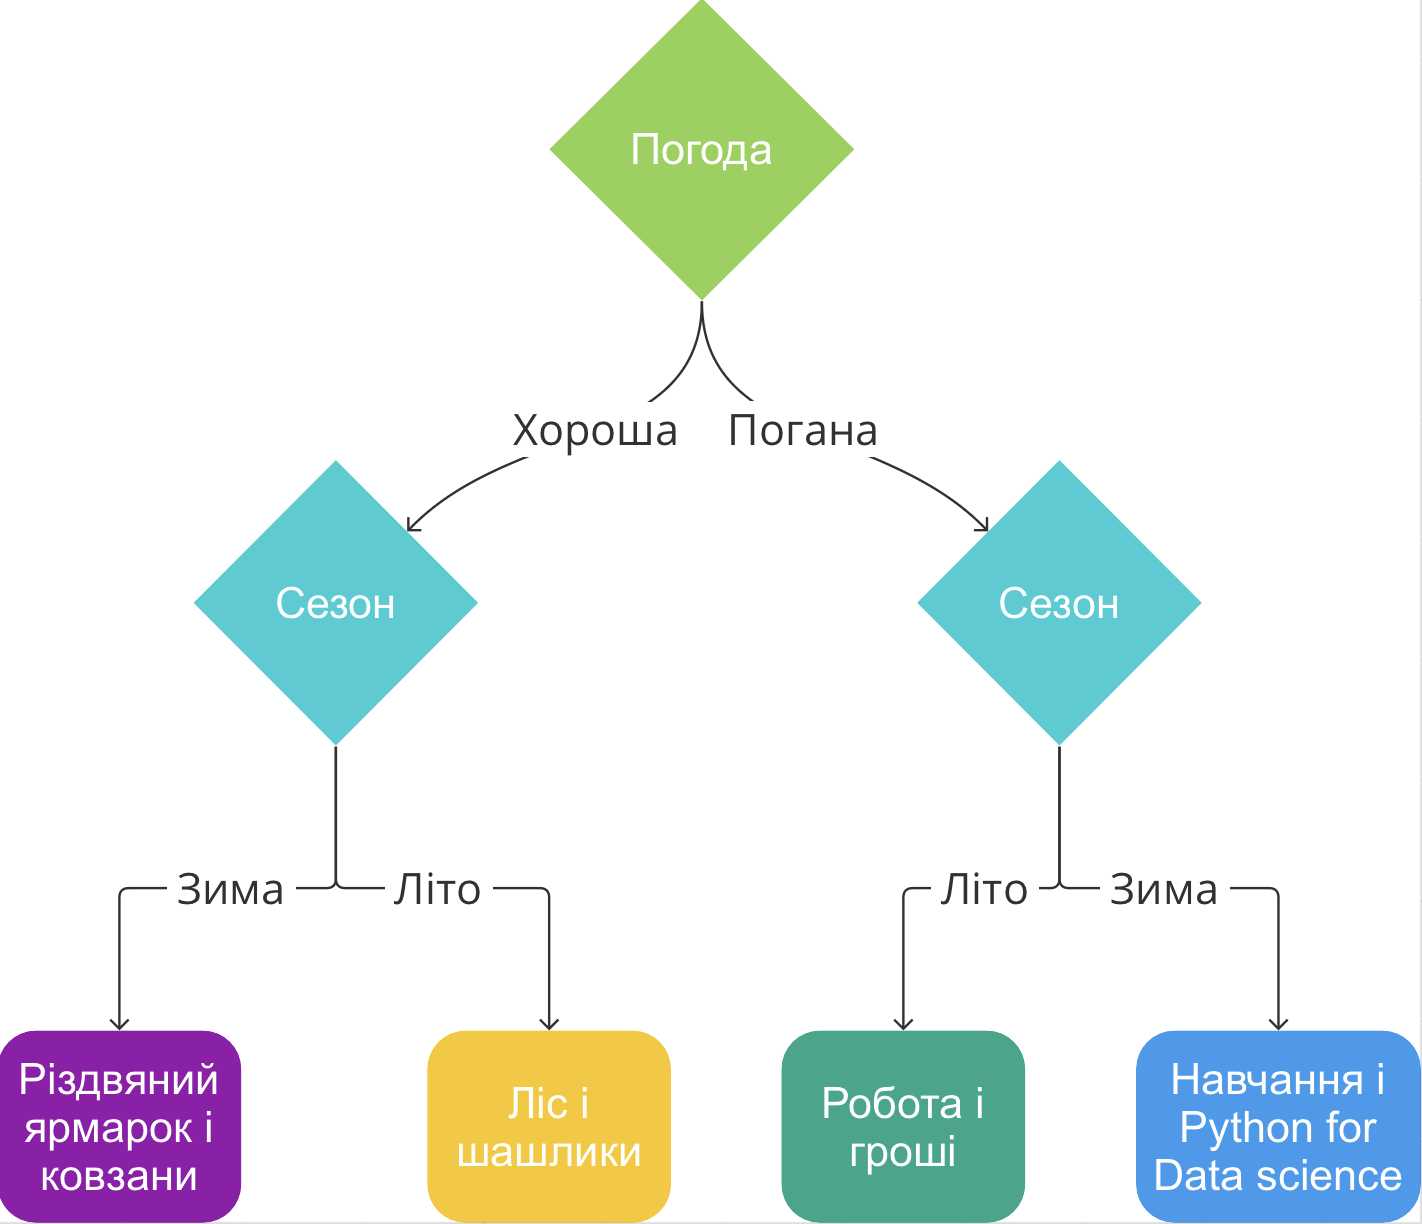 Погода
Хороша
Погана
Сезон
Сезон
Зима
Літо
Літо
Зима
Різдвяний
ярмарок і
ковзани
Ліс і
шашлики
Робота і
гроші
Навчання і
Python for
Data science